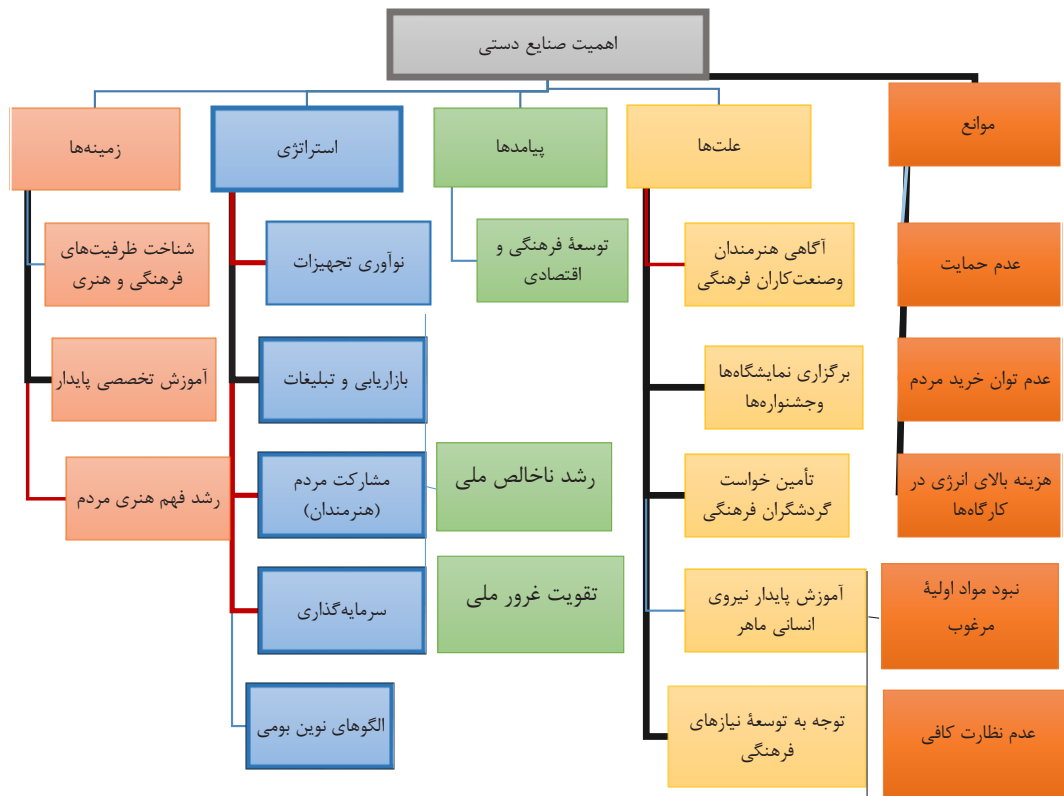 اهمیت صنایع دستی
موانع
عدم حمایت
عدم توان خرید مردم
هزینه بالای انرژی در
کارگاه‌ها
نبود مواد اولیۀ
مرغوب
عدم نظارت کافی
علت‌ها
آگاهی هنرمندان
وصنعت‌کاران فرهنگی
برگزاری نمایشگاه‌ها
وجشنواره‌ها
تأمین خواست
گردشگران فرهنگی
آموزش پایدار نیروی
انسانی ماهر
توجه به توسعۀ نیازهای
فرهنگی
پیامدها
توسعۀ فرهنگی و
اقتصادی
رشد ناخالص ملی
تقویت غرور ملی
استراتژی
نوآوری تجهیزات
بازاریابی و تبلیغات
مشارکت مردم
(هنرمندان)
سرمایه‌گذاری
الگوهای نوین بومی
زمینه‌ها
شناخت ظرفیت‌های
فرهنگی و هنری
آموزش تخصصی پایدار
رشد فهم هنری مردم